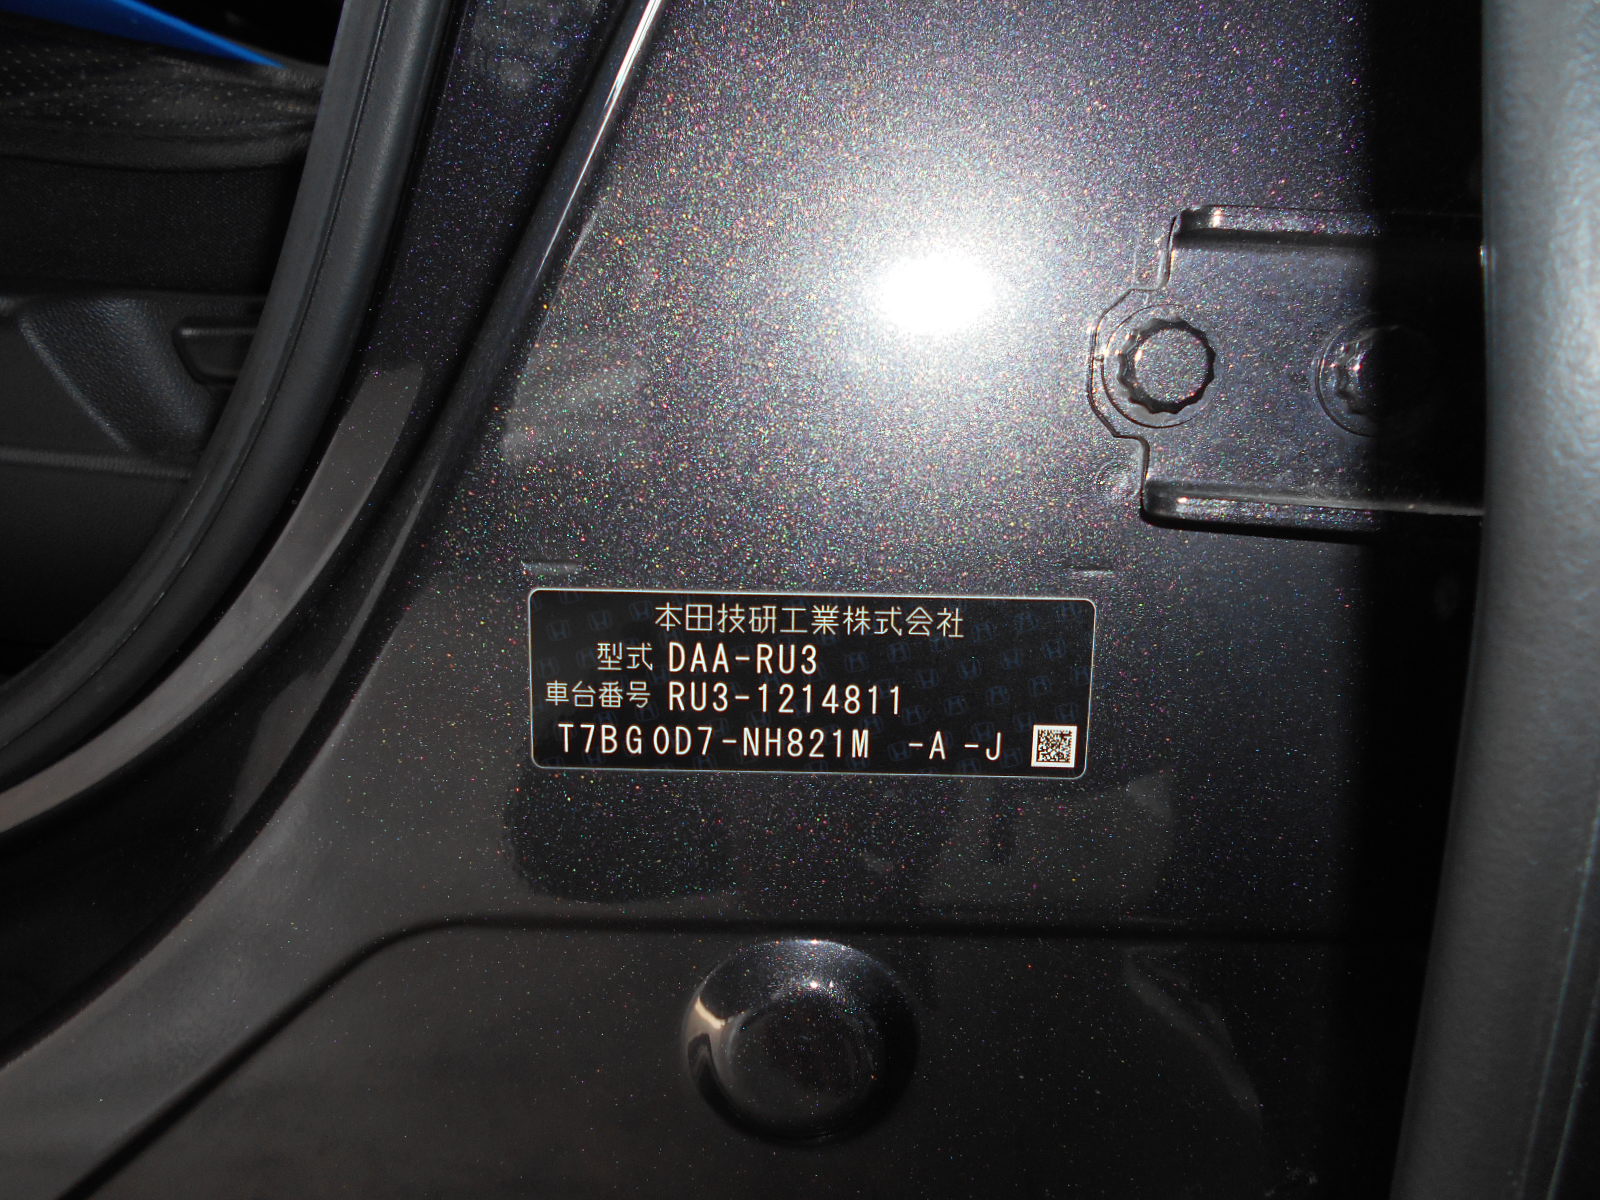 本田技研工業株式会社
型式 DAA-RU3
車台番号 RU3-1214811
T7BG0D7-NH821M -A -J